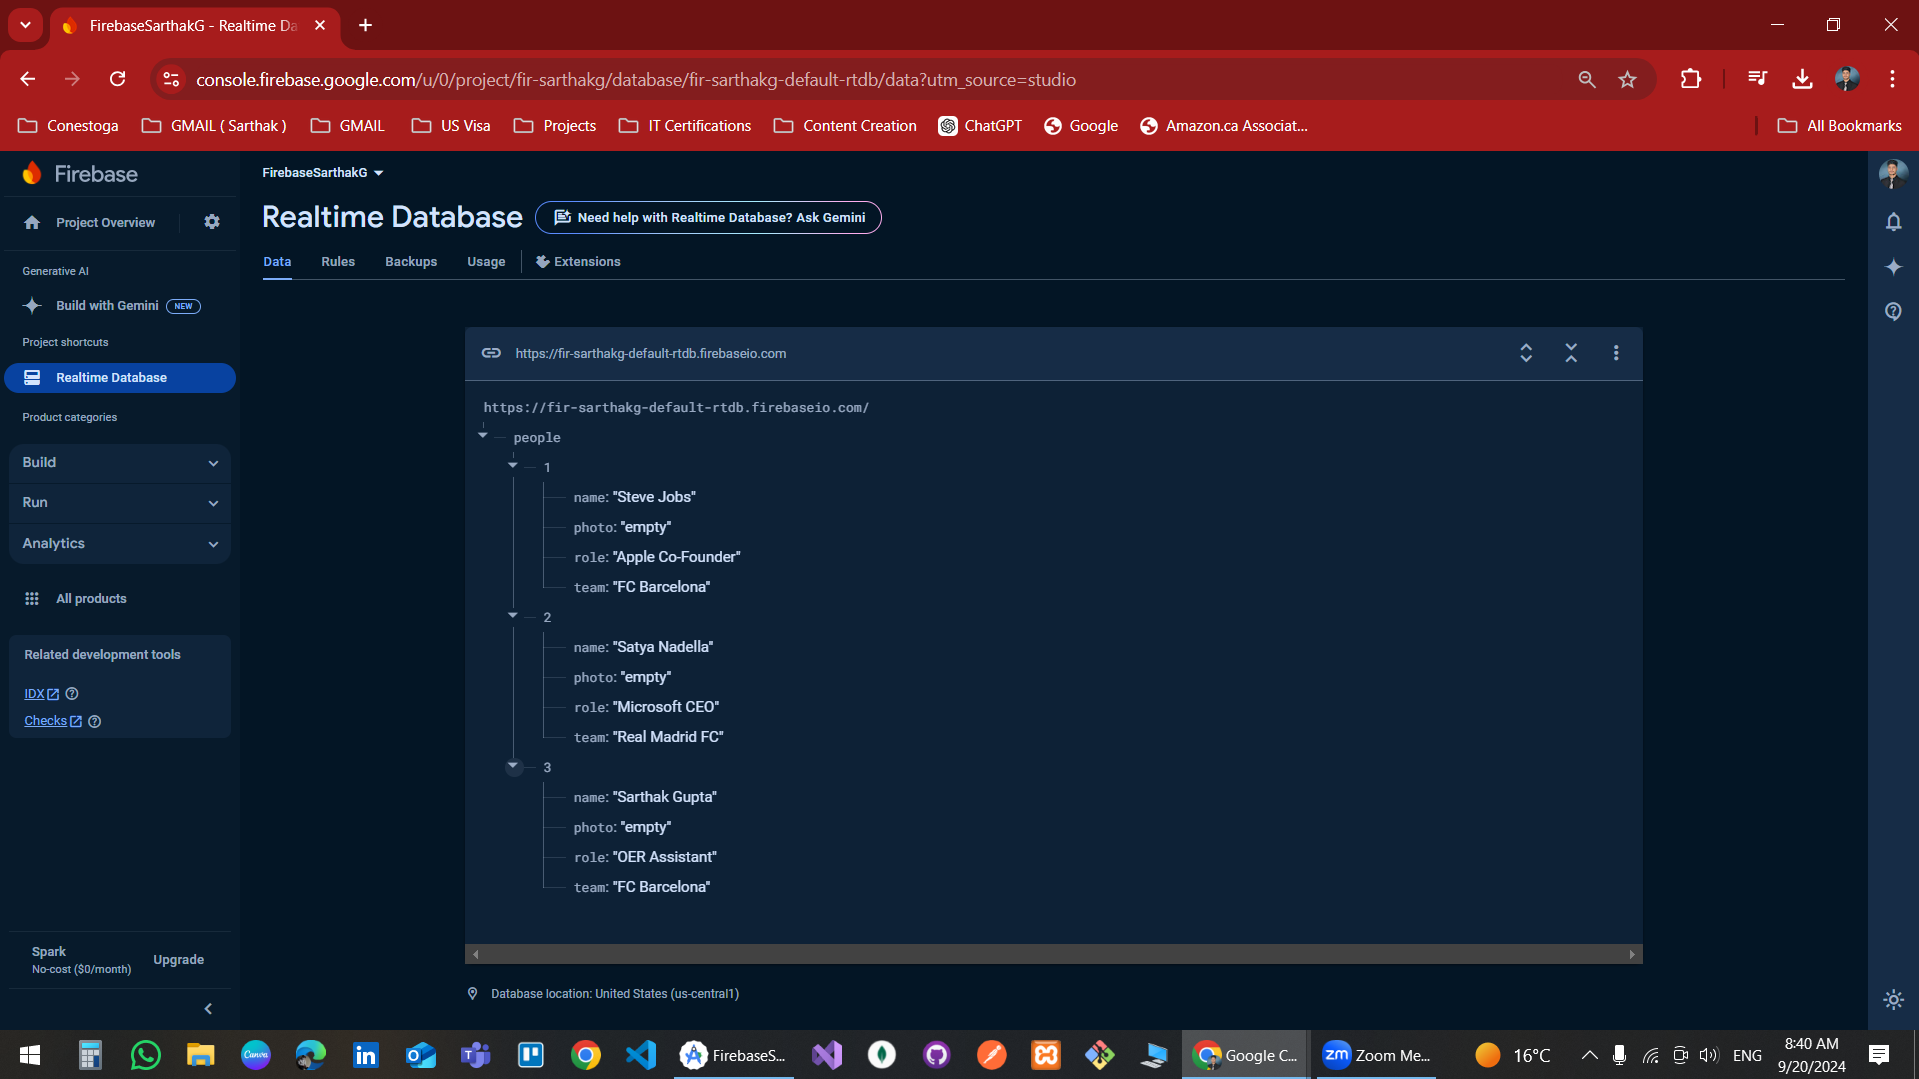 FirebaseSarthakG - Realtime Da
console.firebase.google.com/u/0/project/fir-sarthakg/database/fir-sarthakg-default-rtdb/data?utm_source=studio
Conestoga GMAIL ( Sarthak ) GMAIL US Visa Projects IT Certifications Content Creation ChatGPT Google Amazon.ca Associat... All Bookmarks
Firebase
Project Overview
Generative AI
Build with Gemini NEW
Project shortcuts
Realtime Database
Product categories
Build
Run
Analytics
All products
Related development tools
IDX
Checks
Spark
No-cost ($0/month)
Upgrade
FirebaseSarthakG
Realtime Database
Need help with Realtime Database? Ask Gemini
Data Rules Backups Usage Extensions
https://fir-sarthakg-default-rtdb.firebaseio.com
https://fir-sarthakg-default-rtdb.firebaseio.com/
people
1
name: "Steve Jobs"
photo: "empty"
role: "Apple Co-Founder"
team: "FC Barcelona"
2
name: "Satya Nadella"
photo: "empty"
role: "Microsoft CEO"
team: "Real Madrid FC"
3
name: "Sarthak Gupta"
photo: "empty"
role: "OER Assistant"
team: "FC Barcelona"
Database location: United States (us-central1)
Canva
FirebaseS...
Google C...
zm Zoom Me...
16°C
ENG
8:40 AM
9/20/2024